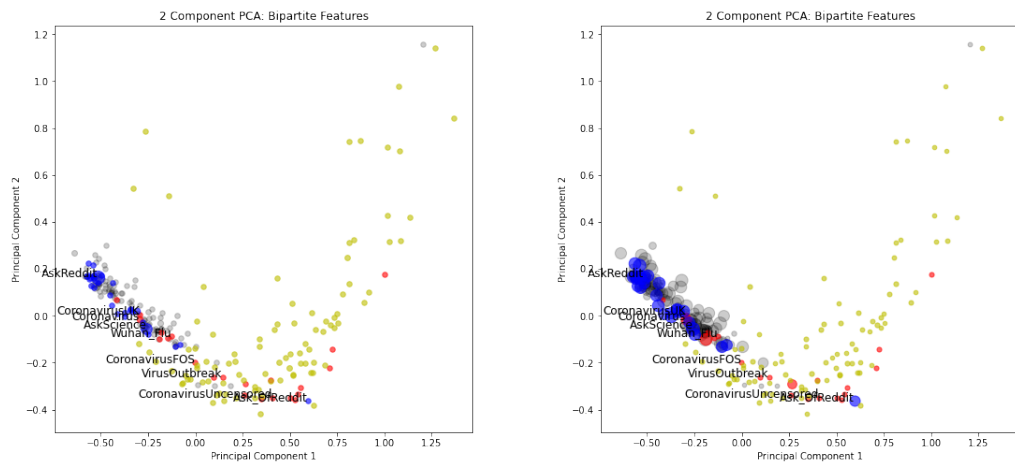 2 Component PCA: Bipartite Features
1.2
1.0
0.8
0.6
0.4
0.2
0.0
−0.2
−0.4
Principal Component 2
AskReddit
CoronavirusUK
Coronavirus
AskScience
Wuhan_Flu
CoronavirusFOS
VirusOutbreak
CoronavirusUncensored
Ask_DrReddit
−0.50 −0.25 0.00 0.25 0.50 0.75 1.00 1.25
Principal Component 1
2 Component PCA: Bipartite Features
1.2
1.0
0.8
0.6
0.4
0.2
0.0
−0.2
−0.4
Principal Component 2
AskReddit
CoronavirusUK
Coronavirus
AskScience
Wuhan_Flu
CoronavirusFOS
VirusOutbreak
CoronavirusUncensored
−0.50 −0.25 0.00 0.25 0.50 0.75 1.00 1.25
Principal Component 1